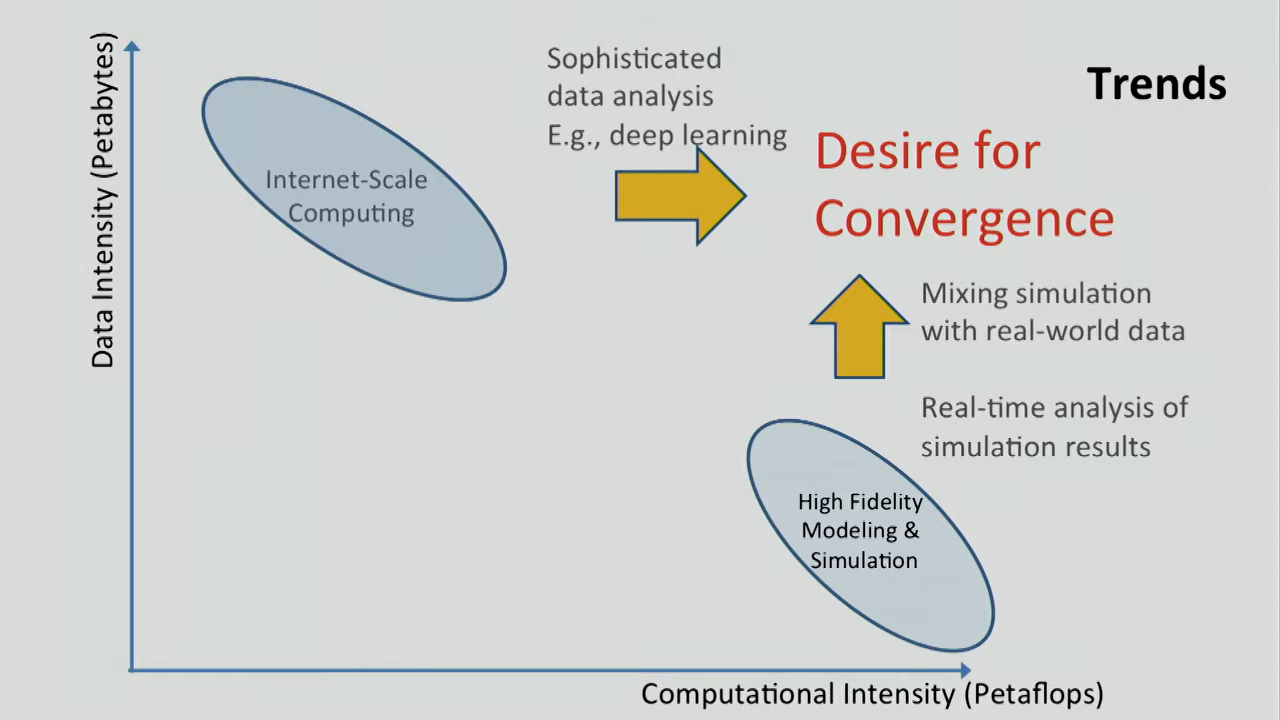 Trends
Data Intensity (Petabytes)
Sophisticated
data analysis
E.g., deep learning
Internet-Scale
Computing
Desire for
Convergence
Mixing simulation
with real-world data
Real-time analysis of
simulation results
High Fidelity
Modeling &
Simulation
Computational Intensity (Petaflops)